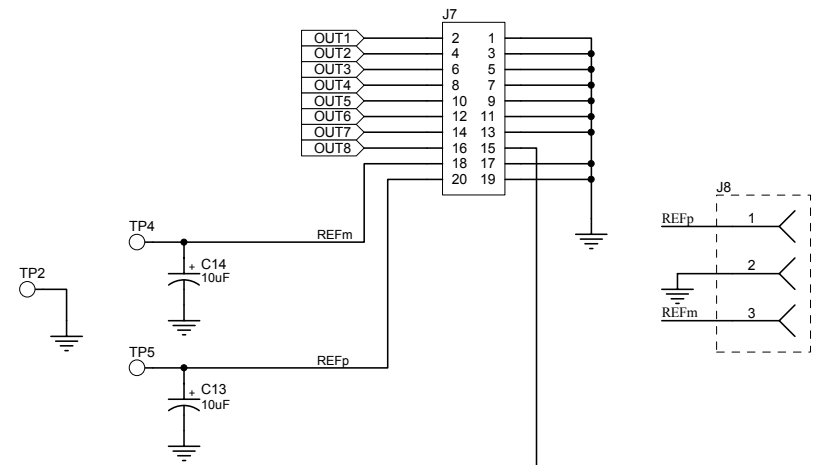 J7
OUT1 2 1
OUT2 4 3
OUT3 6 5
OUT4 8 7
OUT5 10 9
OUT6 12 11
OUT7 14 13
OUT8 16 15
18 17
20 19
J8
REFp 1
2
REFm 3
TP4
REFm
+ C14
10uF
TP2
TP5
REFp
+ C13
10uF